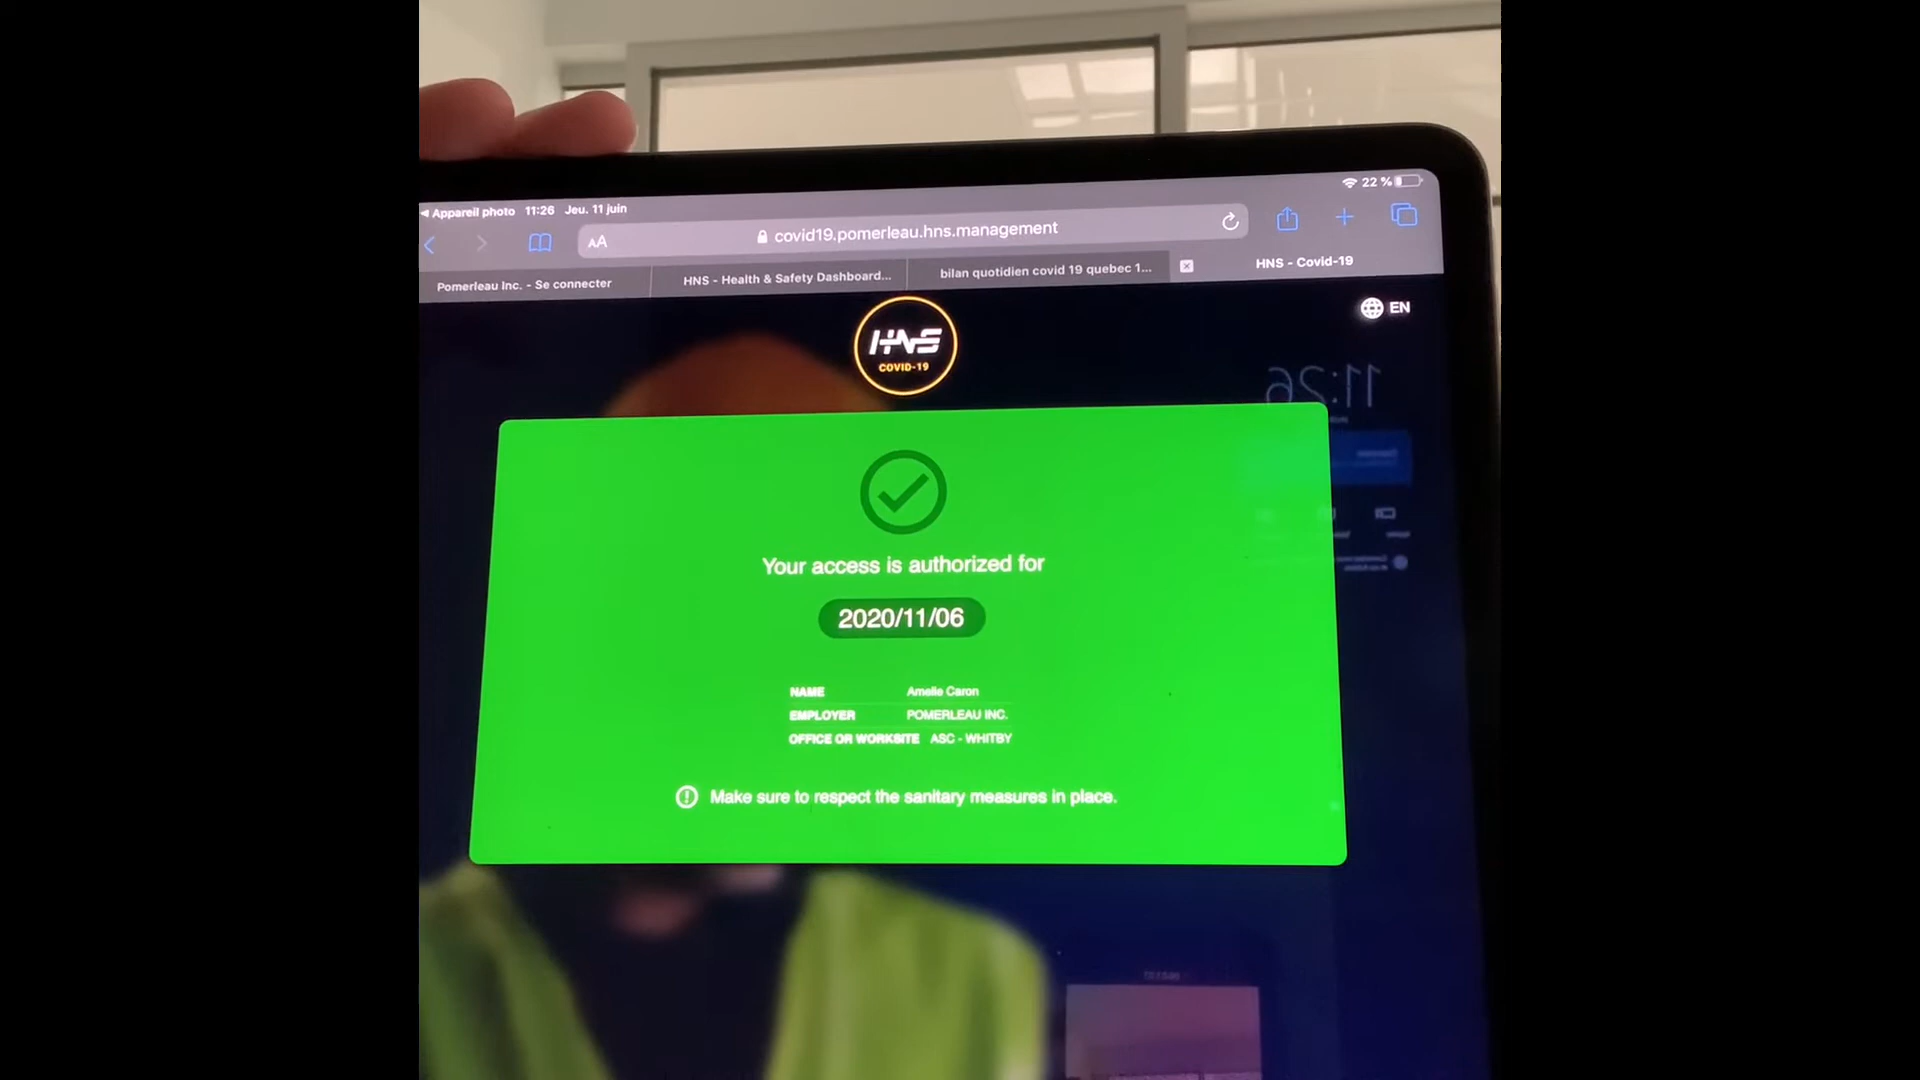 Appareil photo 11:26 Jeu. 11 juin
22 %
AA covid19.pomerleau.hns.management
Pomerleau Inc. - Se connecter
HNS - Health & Safety Dashboard...
bilan quotidien covid 19 quebec 1...
HNS - Covid-19
EN
HNS
COVID-19
11:26
Your access is authorized for
2020/11/06
NAME Amelie Caron
EMPLOYER POMERLEAU INC.
OFFICE OR WORKSITE ASC - WHITBY
Make sure to respect the sanitary measures in place.